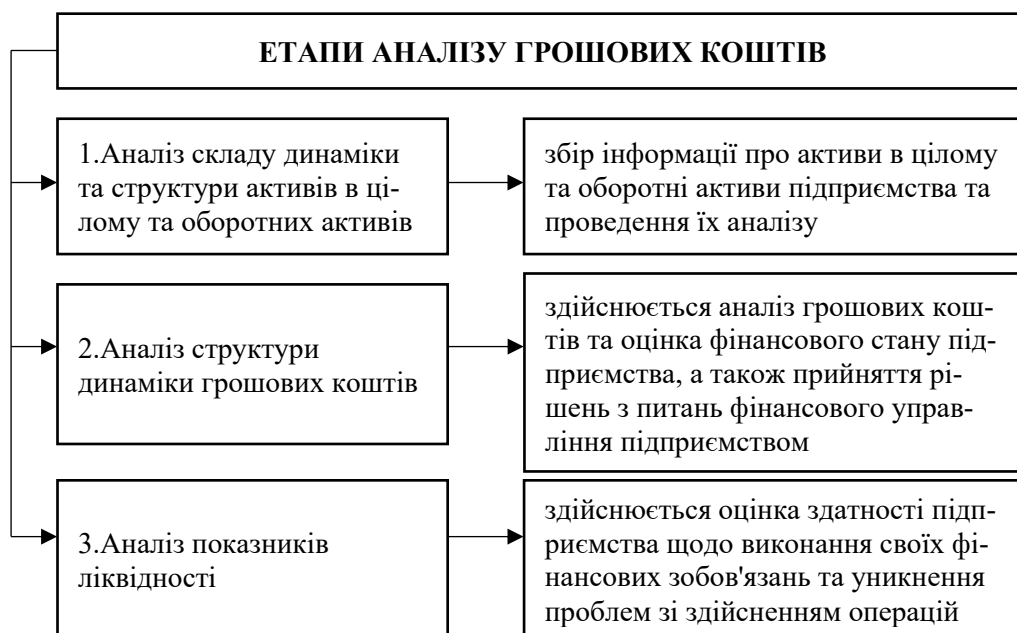 ЕТАПИ АНАЛІЗУ ГРОШОВИХ КОШТІВ
1.Аналіз складу динаміки
та структури активів в ці-
лому та оборотних активів
збір інформації про активи в цілому
та оборотні активи підприємства та
проведення їх аналізу
2.Аналіз структури
динаміки грошових коштів
здійснюється аналіз грошових кош-
тів та оцінка фінансового стану під-
приємства, а також прийняття рі-
шень з питань фінансового управ-
ління підприємством
3.Аналіз показників
ліквідності
здійснюється оцінка здатності під-
приємства щодо виконання своїх фі-
нансових зобов'язань та уникнення
проблем зі здійсненням операцій